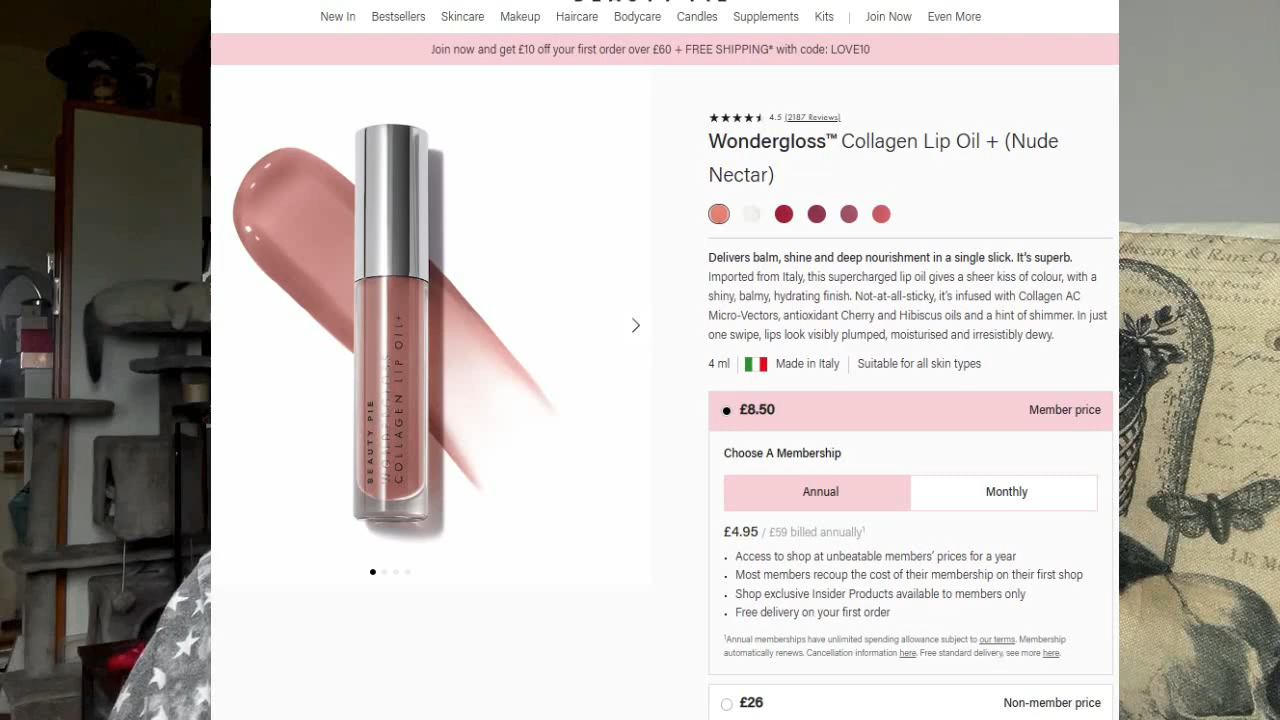 BEAUTY PIE
New In Bestsellers Skincare Makeup Haircare Bodycare Candles Supplements Kits Join Now Even More
Join now and get £10 off your first order over £60 + FREE SHIPPING* with code: LOVE10
4.5 (2187 Reviews)
Wondergloss™ Collagen Lip Oil + (Nude
Nectar)
Delivers balm, shine and deep nourishment in a single slick. It's superb.
Imported from Italy, this supercharged lip oil gives a sheer kiss of colour, with a
shiny, balmy, hydrating finish. Not-at-all-sticky, it's infused with Collagen AC
Micro-Vectors, antioxidant Cherry and Hibiscus oils and a hint of shimmer. In just
one swipe, lips look visibly plumped, moisturised and irresistibly dewy.
4 ml Made in Italy Suitable for all skin types
£8.50 Member price
Choose A Membership
Annual Monthly
£4.95 / £59 billed annually¹
• Access to shop at unbeatable members' prices for a year
• Most members recoup the cost of their membership on their first shop
• Shop exclusive Insider Products available to members only
• Free delivery on your first order
¹Annual memberships have unlimited spending allowance subject to our terms. Membership
automatically renews. Cancellation information here. Free standard delivery, see more here.
£26 Non-member price
BEAUTY PIE
WONDERGLOSS
COLLAGEN LIP OIL+
& Rare